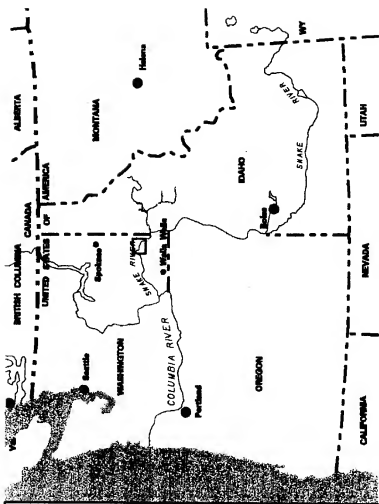 BRITISH COLUMBIA
ALBERTA
CANADA
UNITED STATES OF AMERICA
Seattle
Spokane
WASHINGTON
MONTANA
Helena
SNAKE RIVER
Walla Walla
COLUMBIA RIVER
Portland
OREGON
IDAHO
Boise
SNAKE RIVER
WY
CALIFORNIA
NEVADA
UTAH